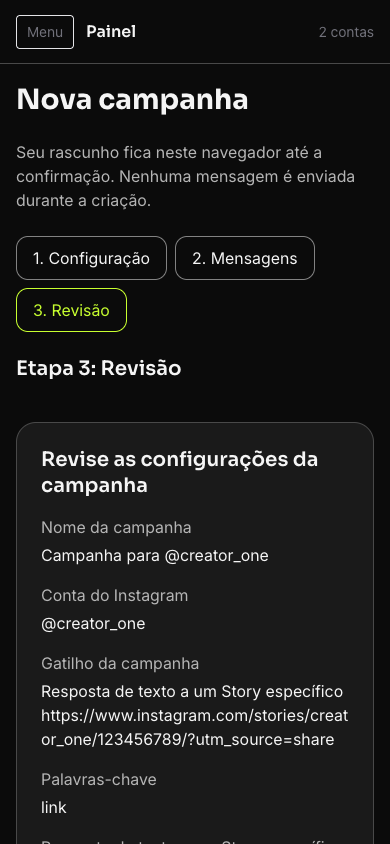 Menu
Painel
2 contas
Nova campanha
Seu rascunho fica neste navegador até a
confirmação. Nenhuma mensagem é enviada
durante a criação.
1. Configuração
2. Mensagens
3. Revisão
Etapa 3: Revisão
Revise as configurações da
campanha
Nome da campanha
Campanha para @creator_one
Conta do Instagram
@creator_one
Gatilho da campanha
Resposta de texto a um Story específico
https://www.instagram.com/stories/creat
or_one/123456789/?utm_source=share
Palavras-chave
link